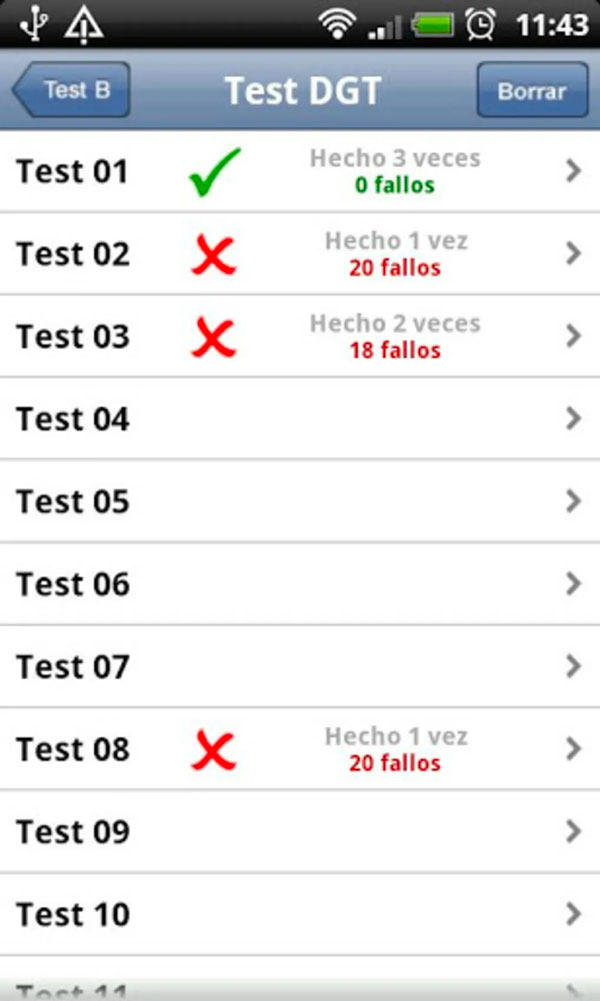 11:43
Test B
Test DGT
Borrar
Test 01
Hecho 3 veces
0 fallos
Test 02
Hecho 1 vez
20 fallos
Test 03
Hecho 2 veces
18 fallos
Test 04
Test 05
Test 06
Test 07
Test 08
Hecho 1 vez
20 fallos
Test 09
Test 10
Test 11